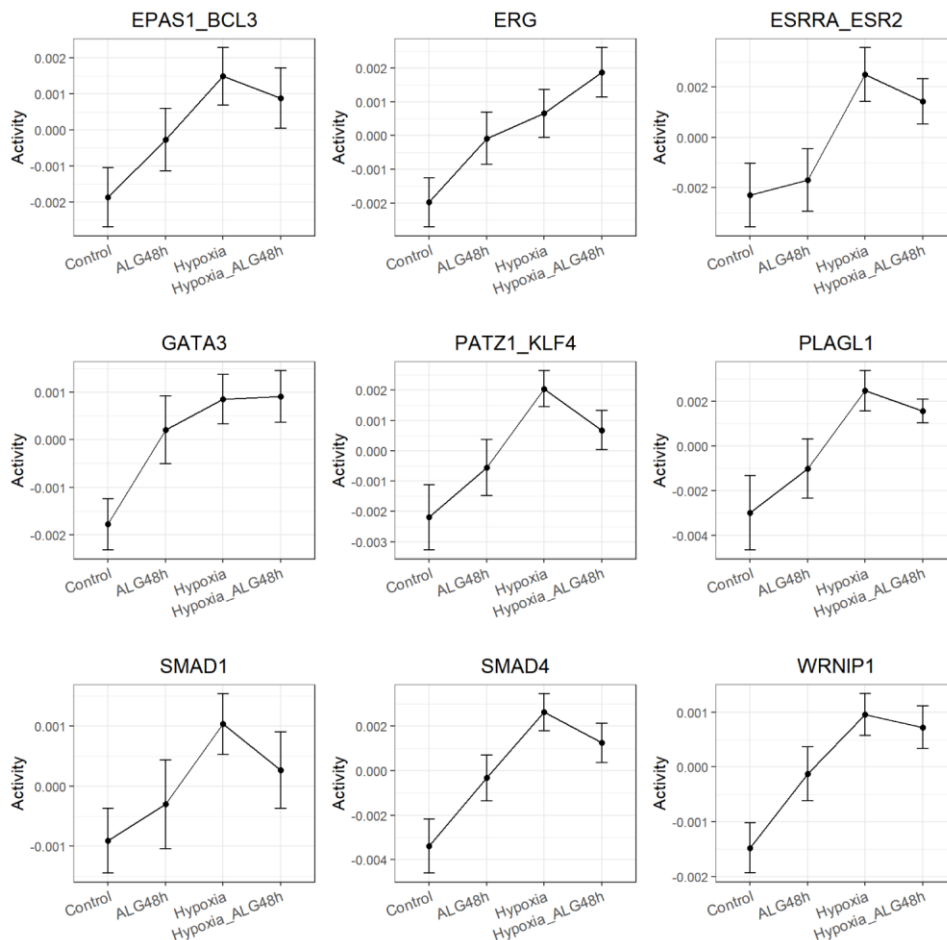 EPAS1_BCL3
Activity
0.002
0.001
0.000
-0.001
-0.002
Control
ALG48h
Hypoxia
Hypoxia_ALG48h
ERG
Activity
0.002
0.001
0.000
-0.001
-0.002
Control
ALG48h
Hypoxia
Hypoxia_ALG48h
ESRRA_ESR2
Activity
0.002
0.000
-0.002
Control
ALG48h
Hypoxia
Hypoxia_ALG48h
GATA3
Activity
0.001
0.000
-0.001
-0.002
Control
ALG48h
Hypoxia
Hypoxia_ALG48h
PATZ1_KLF4
Activity
0.002
0.001
0.000
-0.001
-0.002
-0.003
Control
ALG48h
Hypoxia
Hypoxia_ALG48h
PLAGL1
Activity
0.002
0.000
-0.002
-0.004
Control
ALG48h
Hypoxia
Hypoxia_ALG48h
SMAD1
Activity
0.001
0.000
-0.001
Control
ALG48h
Hypoxia
Hypoxia_ALG48h
SMAD4
Activity
0.002
0.000
-0.002
-0.004
Control
ALG48h
Hypoxia
Hypoxia_ALG48h
WRNIP1
Activity
0.001
0.000
-0.001
-0.002
Control
ALG48h
Hypoxia
Hypoxia_ALG48h